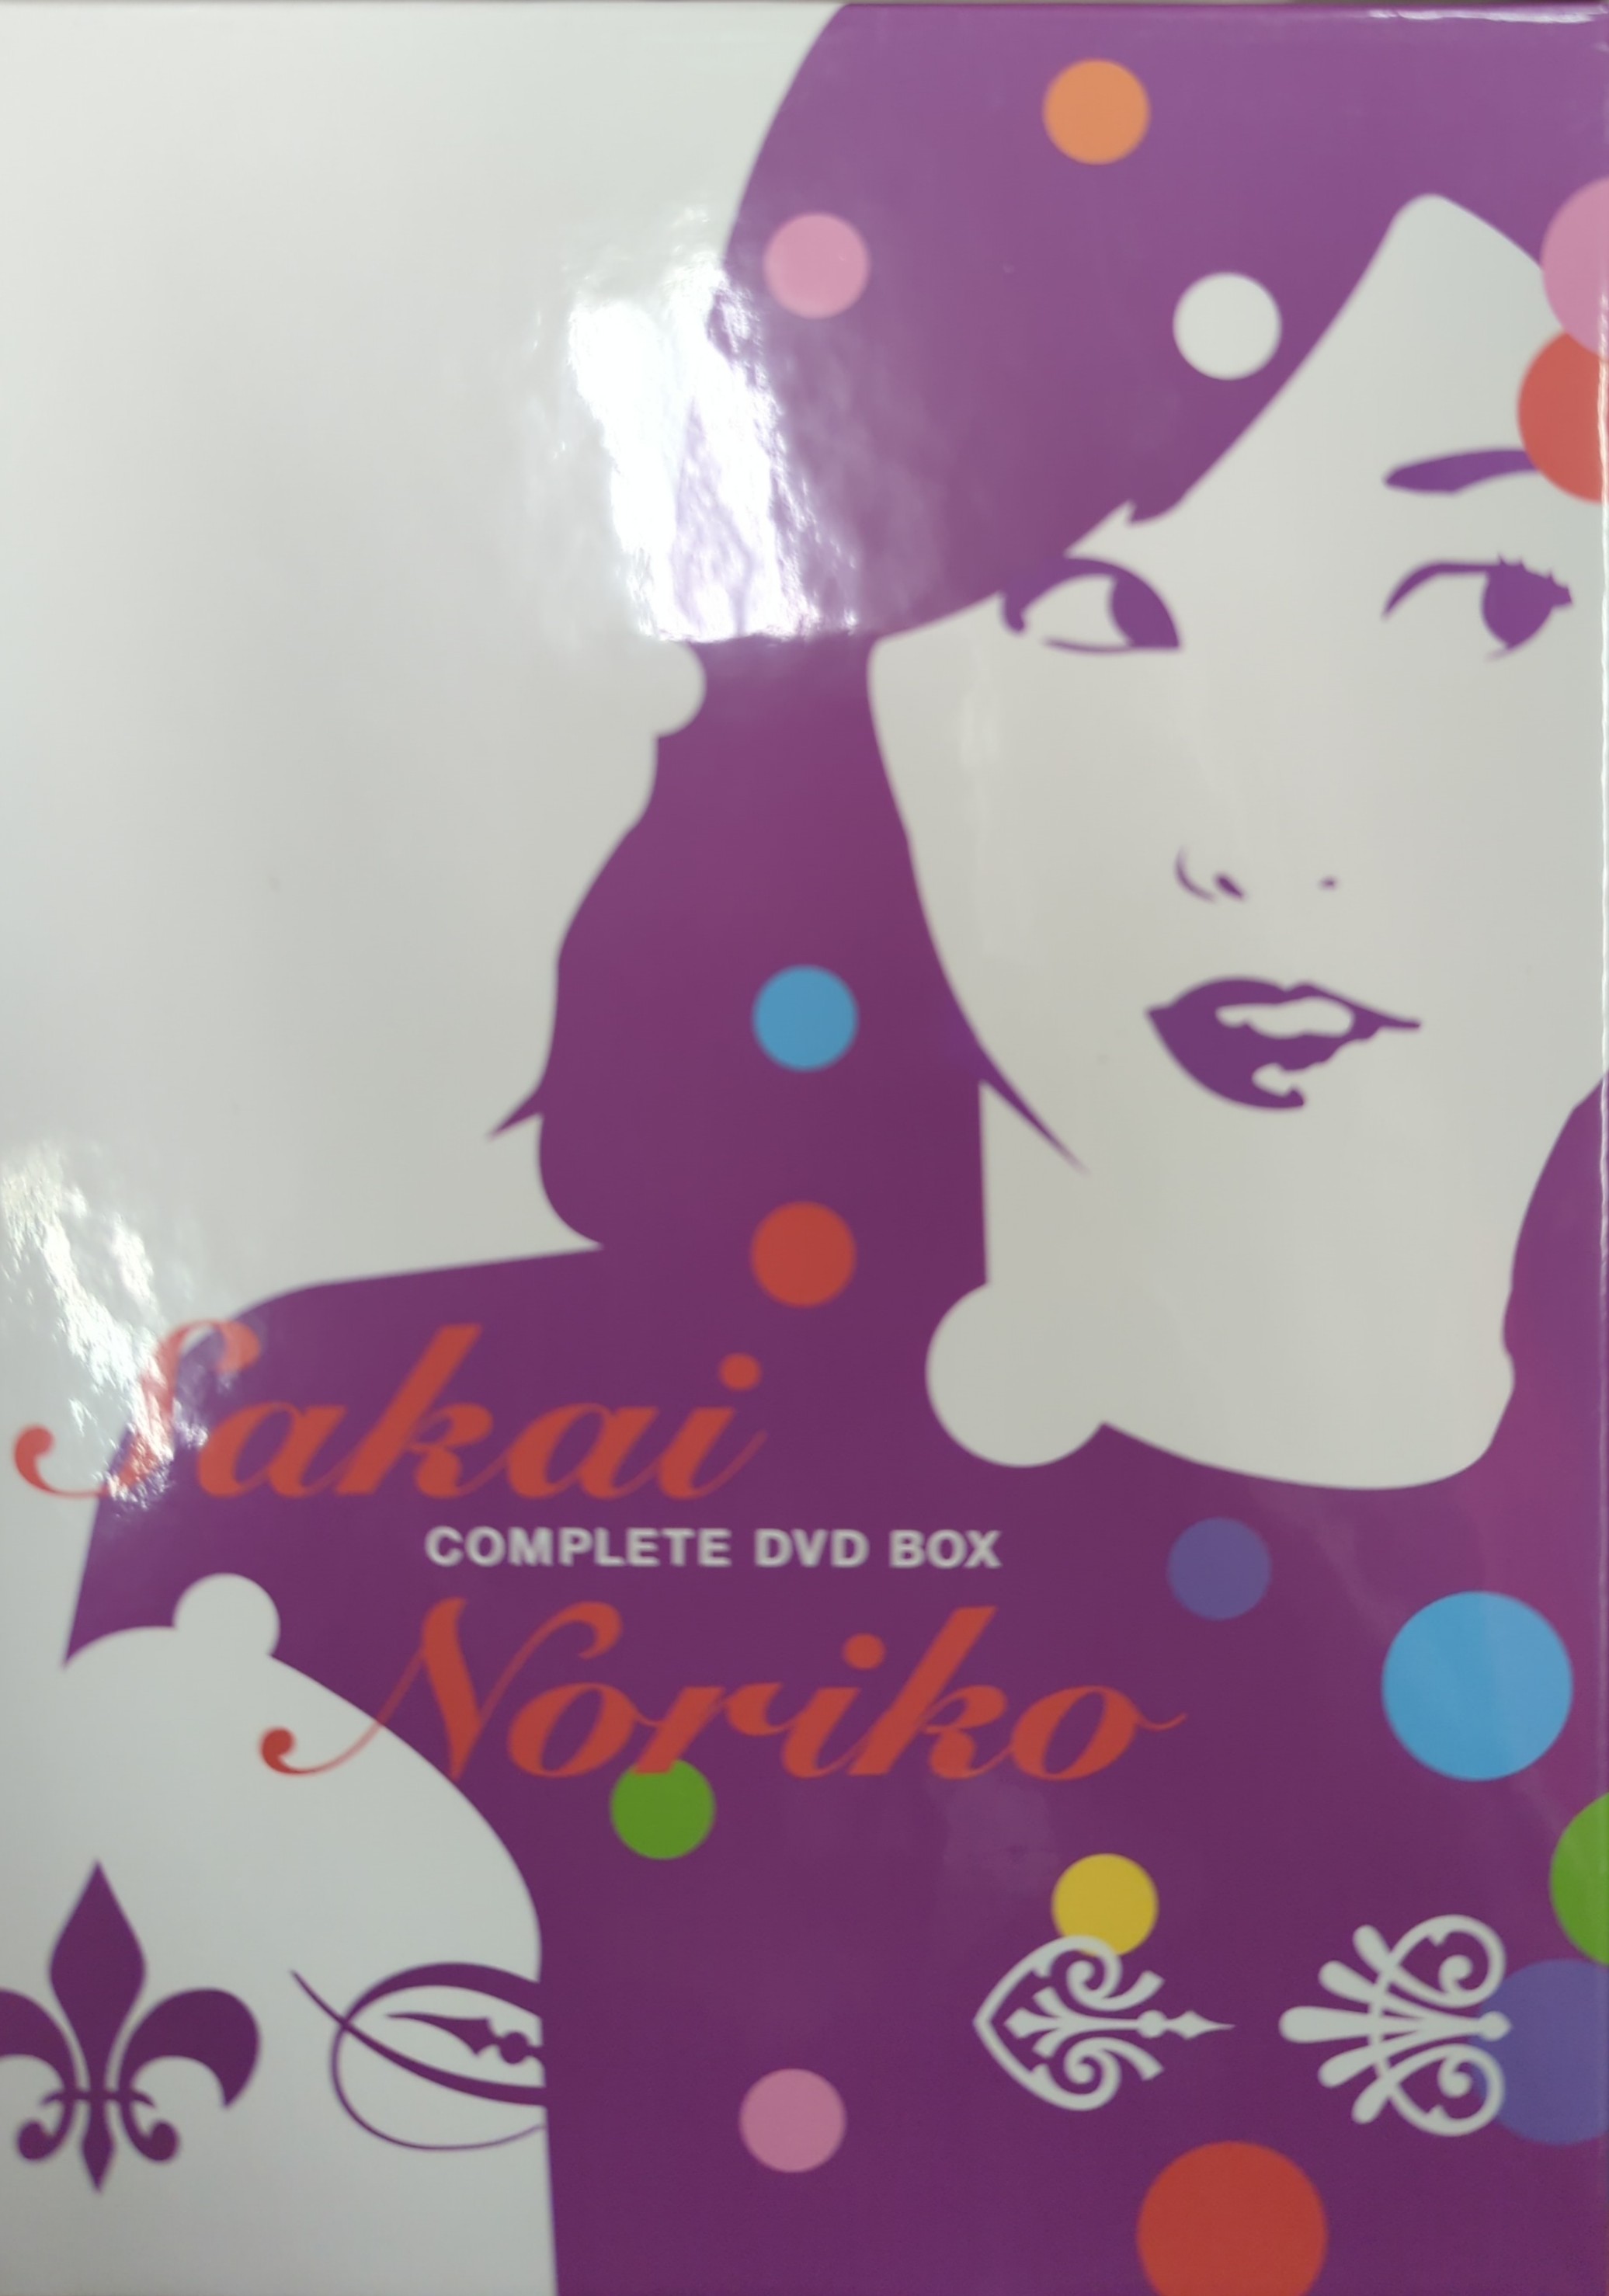 Sakai
COMPLETE DVD BOX
Noriko